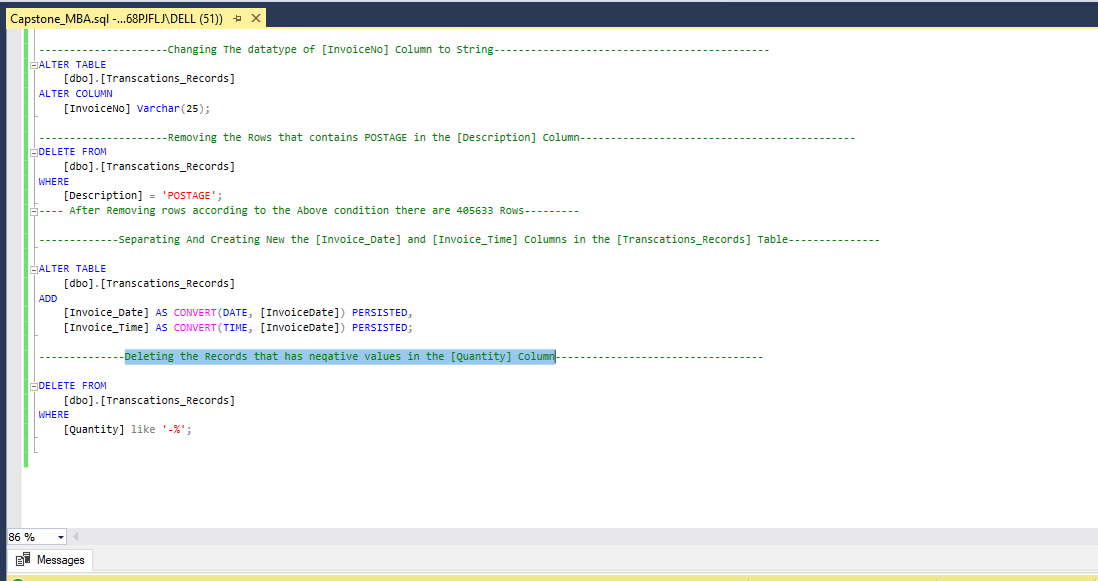 Capstone_MBA.sql -...68PJFLJ\DELL (51))
---------------------Changing The datatype of [InvoiceNo] Column to String---------------------------------------------
ALTER TABLE
[dbo].[Transcations_Records]
ALTER COLUMN
[InvoiceNo] Varchar(25);
---------------------Removing the Rows that contains POSTAGE in the [Description] Column---------------------------------------------
DELETE FROM
[dbo].[Transcations_Records]
WHERE
[Description] = 'POSTAGE';
---- After Removing rows according to the Above condition there are 405633 Rows---------
-------------Separating And Creating New the [Invoice_Date] and [Invoice_Time] Columns in the [Transcations_Records] Table---------------
ALTER TABLE
[dbo].[Transcations_Records]
ADD
[Invoice_Date] AS CONVERT(DATE, [InvoiceDate]) PERSISTED,
[Invoice_Time] AS CONVERT(TIME, [InvoiceDate]) PERSISTED;
--------------Deleting the Records that has neqative values in the [Quantity] Column----------------------------------
DELETE FROM
[dbo].[Transcations_Records]
WHERE
[Quantity] like '-%';
86 %
Messages